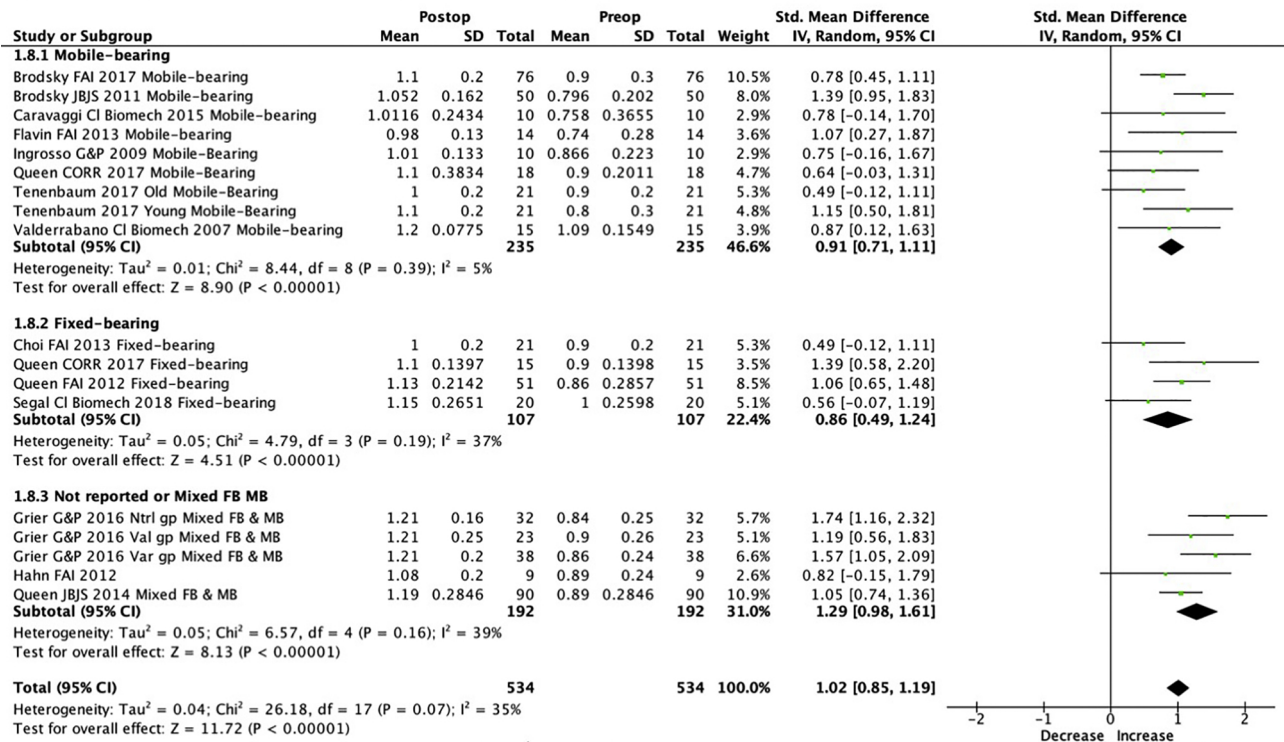 Postop Preop Std. Mean Difference Std. Mean Difference
Study or Subgroup Mean SD Total Mean SD Total Weight IV, Random, 95% CI IV, Random, 95% CI
1.8.1 Mobile-bearing
Brodsky FAI 2017 Mobile-bearing 1.1 0.2 76 0.9 0.3 76 10.5% 0.78 [0.45, 1.11]
Brodsky JBJS 2011 Mobile-bearing 1.052 0.162 50 0.796 0.202 50 8.0% 1.39 [0.95, 1.83]
Caravaggi Cl Biomech 2015 Mobile-bearing 1.0116 0.2434 10 0.758 0.3655 10 2.9% 0.78 [-0.14, 1.70]
Flavin FAI 2013 Mobile-bearing 0.98 0.13 14 0.74 0.28 14 3.6% 1.07 [0.27, 1.87]
Ingrosso G&P 2009 Mobile-Bearing 1.01 0.133 10 0.866 0.223 10 2.9% 0.75 [-0.16, 1.67]
Queen CORR 2017 Mobile-Bearing 1.1 0.3834 18 0.9 0.2011 18 4.7% 0.64 [-0.03, 1.31]
Tenenbaum 2017 Old Mobile-Bearing 1 0.2 21 0.9 0.2 21 5.3% 0.49 [-0.12, 1.11]
Tenenbaum 2017 Young Mobile-Bearing 1.1 0.2 21 0.8 0.3 21 4.8% 1.15 [0.50, 1.81]
Valderrabano Cl Biomech 2007 Mobile-bearing 1.2 0.0775 15 1.09 0.1549 15 3.9% 0.87 [0.12, 1.63]
Subtotal (95% CI) 235 235 46.6% 0.91 [0.71, 1.11]
Heterogeneity: Tau² = 0.01; Chi² = 8.44, df = 8 (P = 0.39); I² = 5%
Test for overall effect: Z = 8.90 (P < 0.00001)
1.8.2 Fixed-bearing
Choi FAI 2013 Fixed-bearing 1 0.2 21 0.9 0.2 21 5.3% 0.49 [-0.12, 1.11]
Queen CORR 2017 Fixed-bearing 1.1 0.1397 15 0.9 0.1398 15 3.5% 1.39 [0.58, 2.20]
Queen FAI 2012 Fixed-bearing 1.13 0.2142 51 0.86 0.2857 51 8.5% 1.06 [0.65, 1.48]
Segal Cl Biomech 2018 Fixed-bearing 1.15 0.2651 20 1 0.2598 20 5.1% 0.56 [-0.07, 1.19]
Subtotal (95% CI) 107 107 22.4% 0.86 [0.49, 1.24]
Heterogeneity: Tau² = 0.05; Chi² = 4.79, df = 3 (P = 0.19); I² = 37%
Test for overall effect: Z = 4.51 (P < 0.00001)
1.8.3 Not reported or Mixed FB MB
Grier G&P 2016 Ntrl gp Mixed FB & MB 1.21 0.16 32 0.84 0.25 32 5.7% 1.74 [1.16, 2.32]
Grier G&P 2016 Val gp Mixed FB & MB 1.21 0.25 23 0.9 0.26 23 5.1% 1.19 [0.56, 1.83]
Grier G&P 2016 Var gp Mixed FB & MB 1.21 0.2 38 0.86 0.24 38 6.6% 1.57 [1.05, 2.09]
Hahn FAI 2012 1.08 0.2 9 0.89 0.24 9 2.6% 0.82 [-0.15, 1.79]
Queen JBJS 2014 Mixed FB & MB 1.19 0.2846 90 0.89 0.2846 90 10.9% 1.05 [0.74, 1.36]
Subtotal (95% CI) 192 192 31.0% 1.29 [0.98, 1.61]
Heterogeneity: Tau² = 0.05; Chi² = 6.57, df = 4 (P = 0.16); I² = 39%
Test for overall effect: Z = 8.13 (P < 0.00001)
Total (95% CI) 534 534 100.0% 1.02 [0.85, 1.19]
Heterogeneity: Tau² = 0.04; Chi² = 26.18, df = 17 (P = 0.07); I² = 35%
Test for overall effect: Z = 11.72 (P < 0.00001)
-2 -1 0 1 2
Decrease Increase